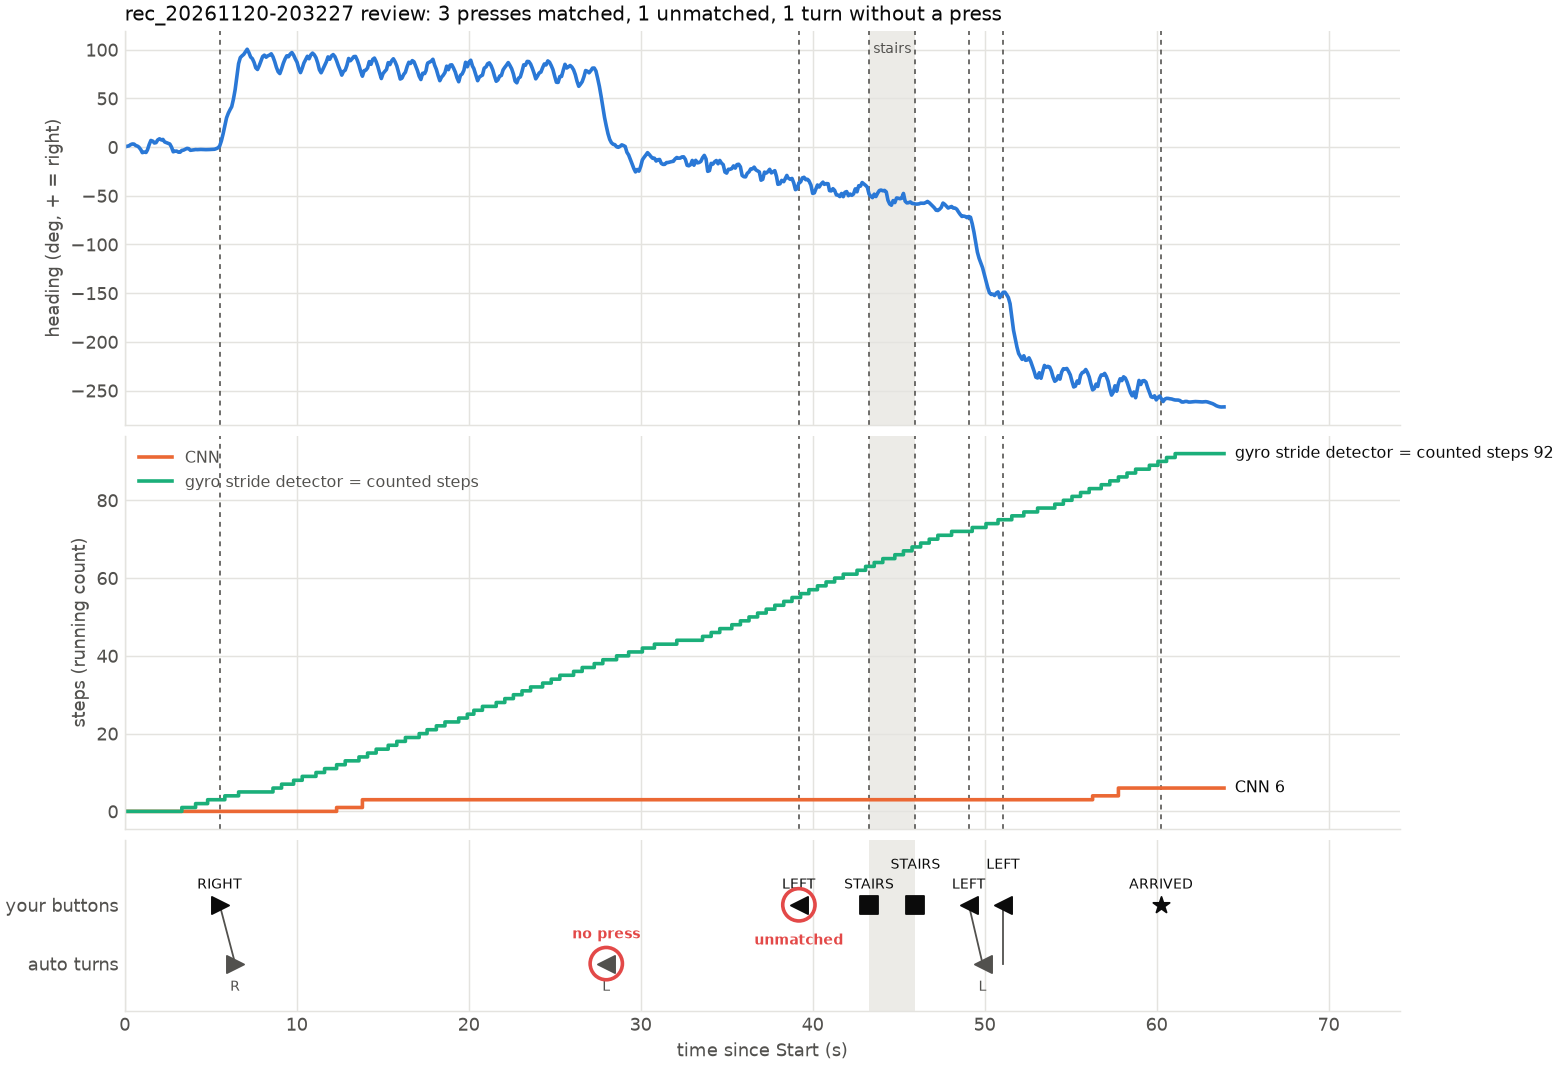 rec_20261120-203227 review: 3 presses matched, 1 unmatched, 1 turn without a press
100
50
0
−50
−100
−150
−200
−250
heading (deg, + = right)
stairs
CNN
gyro stride detector = counted steps
gyro stride detector = counted steps 92
CNN 6
80
60
40
20
0
steps (running count)
STAIRS
LEFT
RIGHT
LEFT
STAIRS
LEFT
ARRIVED
your buttons
no press
unmatched
auto turns
R
L
L
0
10
20
30
40
50
60
70
time since Start (s)